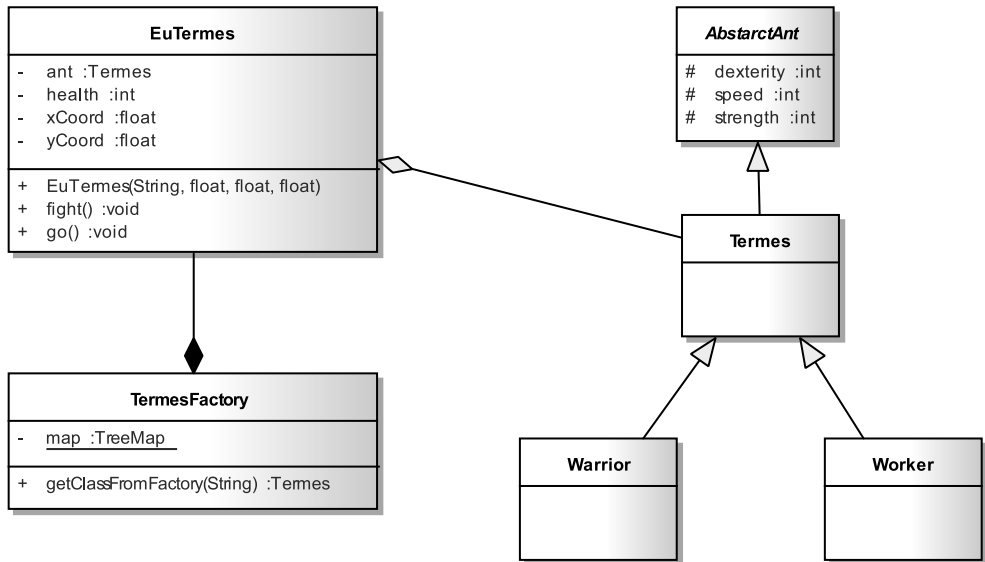 EuTermes
- ant :Termes
- health :int
- xCoord :float
- yCoord :float
+ EuTermes(String, float, float, float)
+ fight() :void
+ go() :void
AbstarctAnt
# dexterity :int
# speed :int
# strength :int
Termes
TermesFactory
- map :TreeMap
+ getClassFromFactory(String) :Termes
Warrior
Worker